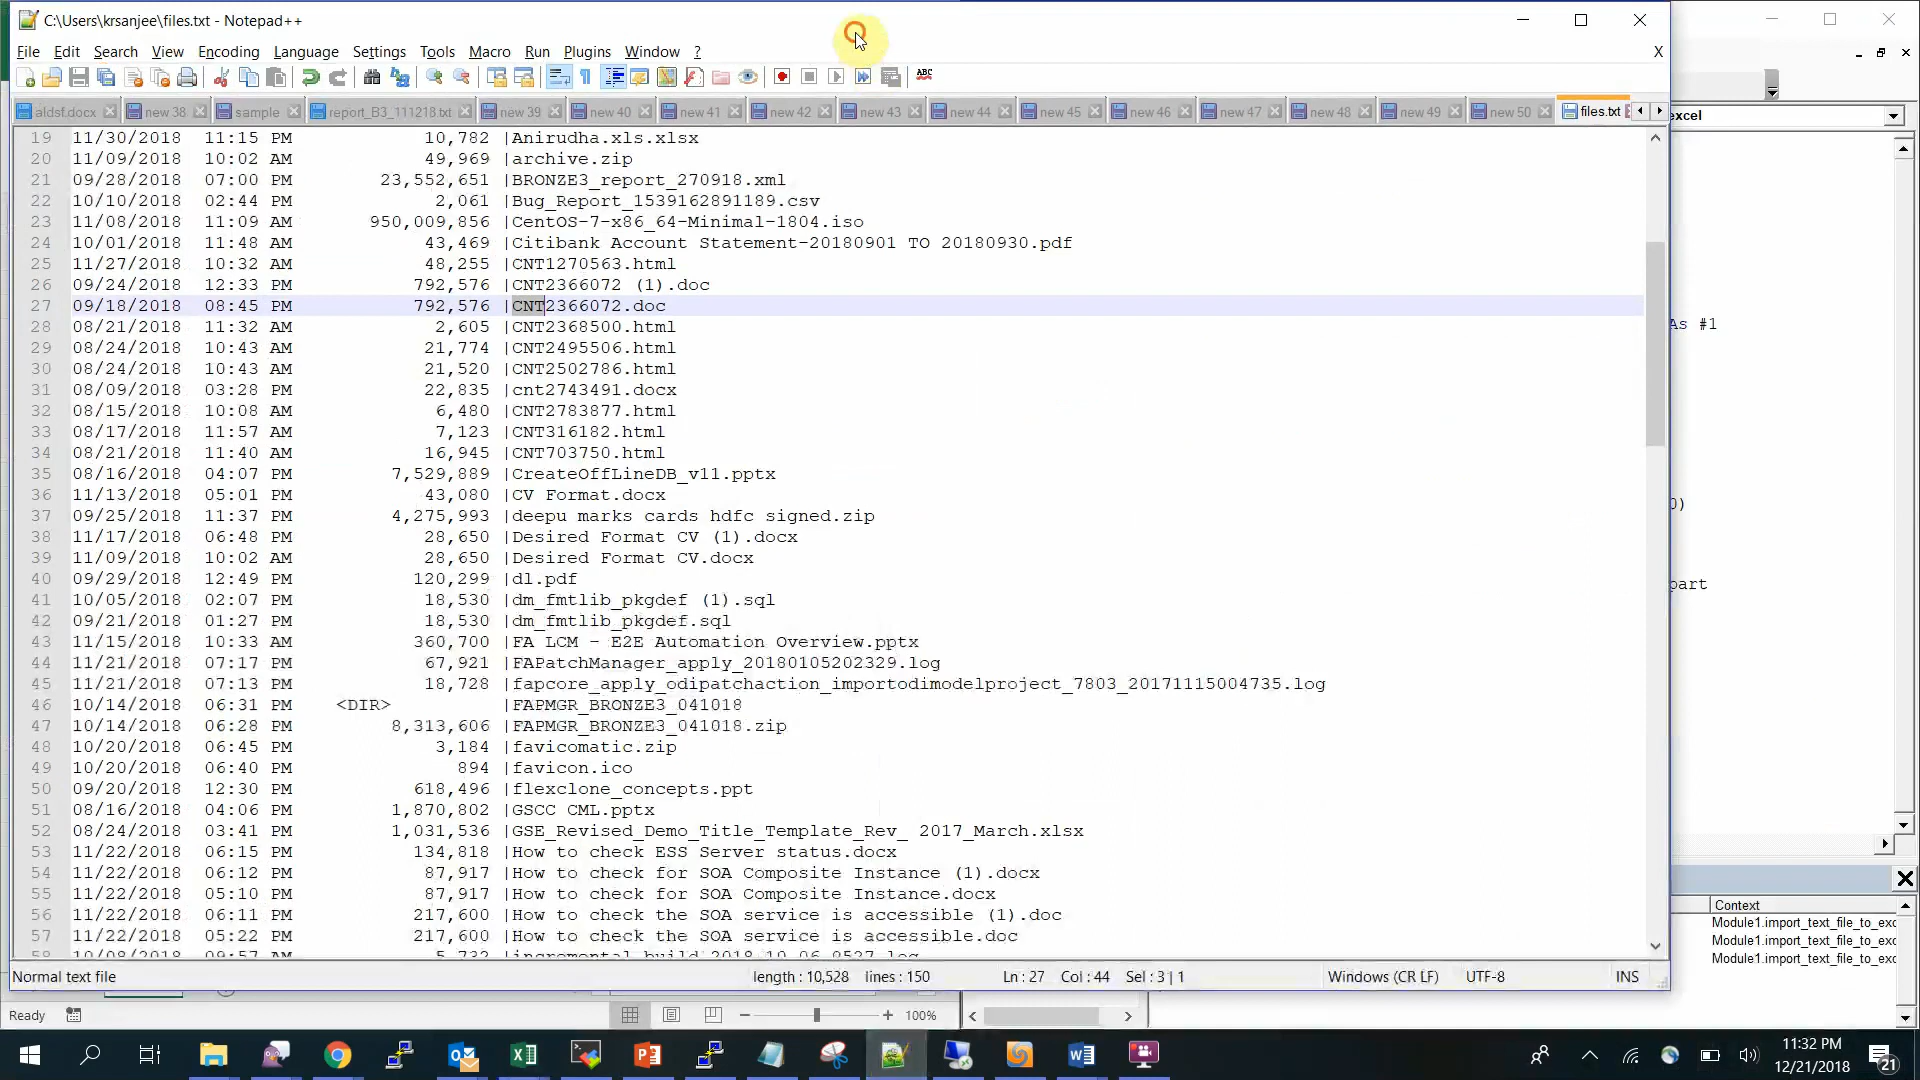 C:\Users\krsanjee\files.txt - Notepad++
File Edit Search View Encoding Language Settings Tools Macro Run Plugins Window ? X
ABC
aldsf.docx new 38 sample report_B3_111218.txt new 39 new 40 new 41 new 42 new 43 new 44 new 45 new 46 new 47 new 48 new 49 new 50 files.txt
excel
19 11/30/2018 11:15 PM 10,782 |Anirudha.xls.xlsx
20 11/09/2018 10:02 AM 49,969 |archive.zip
21 09/28/2018 07:00 PM 23,552,651 |BRONZE3_report_270918.xml
22 10/10/2018 02:44 PM 2,061 |Bug_Report_1539162891189.csv
23 11/08/2018 11:09 AM 950,009,856 |CentOS-7-x86_64-Minimal-1804.iso
24 10/01/2018 11:48 AM 43,469 |Citibank Account Statement-20180901 TO 20180930.pdf
25 11/27/2018 10:32 AM 48,255 |CNT1270563.html
26 09/24/2018 12:33 PM 792,576 |CNT2366072 (1).doc
27 09/18/2018 08:45 PM 792,576 |CNT2366072.doc
28 08/21/2018 11:32 AM 2,605 |CNT2368500.html
As #1
29 08/24/2018 10:43 AM 21,774 |CNT2495506.html
30 08/24/2018 10:43 AM 21,520 |CNT2502786.html
31 08/09/2018 03:28 PM 22,835 |cnt2743491.docx
32 08/15/2018 10:08 AM 6,480 |CNT2783877.html
33 08/17/2018 11:57 AM 7,123 |CNT316182.html
34 08/21/2018 11:40 AM 16,945 |CNT703750.html
35 08/16/2018 04:07 PM 7,529,889 |CreateOffLineDB_v11.pptx
36 11/13/2018 05:01 PM 43,080 |CV Format.docx
0)
37 09/25/2018 11:37 PM 4,275,993 |deepu marks cards hdfc signed.zip
38 11/17/2018 06:48 PM 28,650 |Desired Format CV (1).docx
39 11/09/2018 10:02 AM 28,650 |Desired Format CV.docx
40 09/29/2018 12:49 PM 120,299 |dl.pdf
part
41 10/05/2018 02:07 PM 18,530 |dm_fmtlib_pkgdef (1).sql
42 09/21/2018 01:27 PM 18,530 |dm_fmtlib_pkgdef.sql
43 11/15/2018 10:33 AM 360,700 |FA LCM - E2E Automation Overview.pptx
44 11/21/2018 07:17 PM 67,921 |FAPatchManager_apply_20180105202329.log
45 11/21/2018 07:13 PM 18,728 |fapcore_apply_odipatchaction_importodimodelproject_7803_20171115004735.log
46 10/14/2018 06:31 PM <DIR> |FAPMGR_BRONZE3_041018
47 10/14/2018 06:28 PM 8,313,606 |FAPMGR_BRONZE3_041018.zip
48 10/20/2018 06:45 PM 3,184 |favicomatic.zip
49 10/20/2018 06:40 PM 894 |favicon.ico
50 09/20/2018 12:30 PM 618,496 |flexclone_concepts.ppt
51 08/16/2018 04:06 PM 1,870,802 |GSCC CML.pptx
52 08/24/2018 03:41 PM 1,031,536 |GSE_Revised_Demo_Title_Template_Rev_ 2017_March.xlsx
53 11/22/2018 06:15 PM 134,818 |How to check ESS Server status.docx
54 11/22/2018 06:12 PM 87,917 |How to check for SOA Composite Instance (1).docx
55 11/22/2018 05:10 PM 87,917 |How to check for SOA Composite Instance.docx
56 11/22/2018 06:11 PM 217,600 |How to check the SOA service is accessible (1).doc
57 11/22/2018 05:22 PM 217,600 |How to check the SOA service is accessible.doc
58 10/08/2018 09:57 AM 5,732 |incremental_build_2018-10-06_0527.log
Context
Module1.import_text_file_to_exc
Module1.import_text_file_to_exc
Module1.import_text_file_to_exc
Normal text file length : 10,528 lines : 150 Ln : 27 Col : 44 Sel : 3 | 1 Windows (CR LF) UTF-8 INS
Ready 100%
11:32 PM
12/21/2018
21